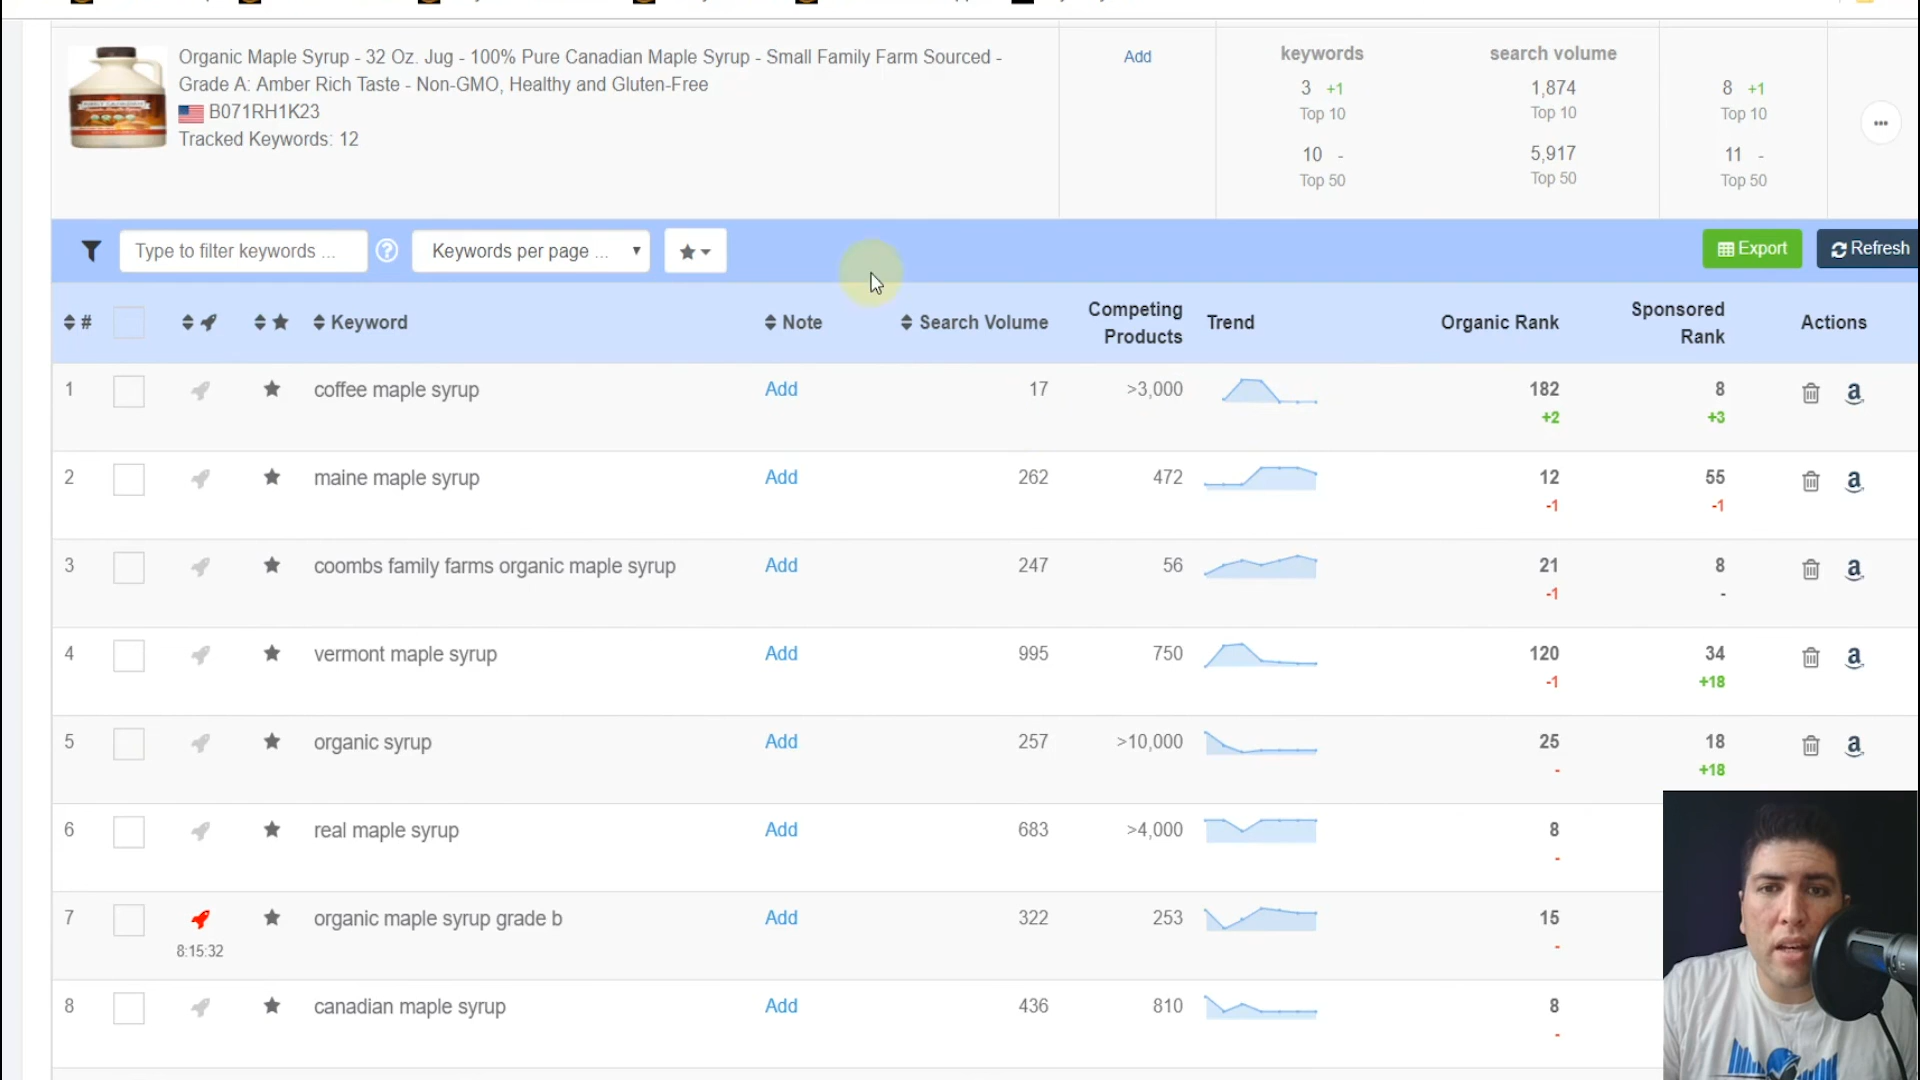 Organic Maple Syrup - 32 Oz. Jug - 100% Pure Canadian Maple Syrup - Small Family Farm Sourced -
Grade A: Amber Rich Taste - Non-GMO, Healthy and Gluten-Free
B071RH1K23
Tracked Keywords: 12
Add
keywords
3 +1
Top 10
10 -
Top 50
search volume
1,874
Top 10
5,917
Top 50
8 +1
Top 10
11 -
Top 50
Type to filter keywords ...
Keywords per page ...
Export
Refresh
# Keyword Note Search Volume Competing Products Trend Organic Rank Sponsored Rank Actions
1 coffee maple syrup Add 17 >3,000 182 8
+2 +3
2 maine maple syrup Add 262 472 12 55
-1 -1
3 coombs family farms organic maple syrup Add 247 56 21 8
-1 -
4 vermont maple syrup Add 995 750 120 34
-1 +18
5 organic syrup Add 257 >10,000 25 18
- +18
6 real maple syrup Add 683 >4,000 8
-
7 organic maple syrup grade b Add 322 253 15
8:15:32 -
8 canadian maple syrup Add 436 810 8
-